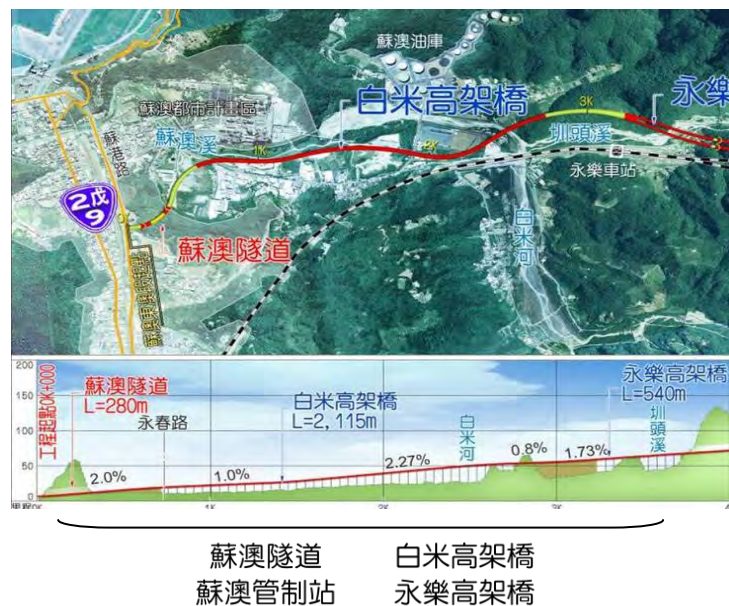 蘇澳油庫
蘇澳都市計畫區
白米高架橋
永樂
3K
蘇港路
蘇澳溪
1K
2K
圳頭溪
永樂車站
2戊
9
0
蘇澳隧道
白米河
200
150
100
50
0
工程起點0K+000
蘇澳隧道
L=280m
永春路
白米高架橋
L=2,115m
白米河
永樂高架橋
L=540m
圳頭溪
2.0%
1.0%
2.27%
0.8%
1.73%
1K
2K
3K
蘇澳隧道 白米高架橋
蘇澳管制站 永樂高架橋